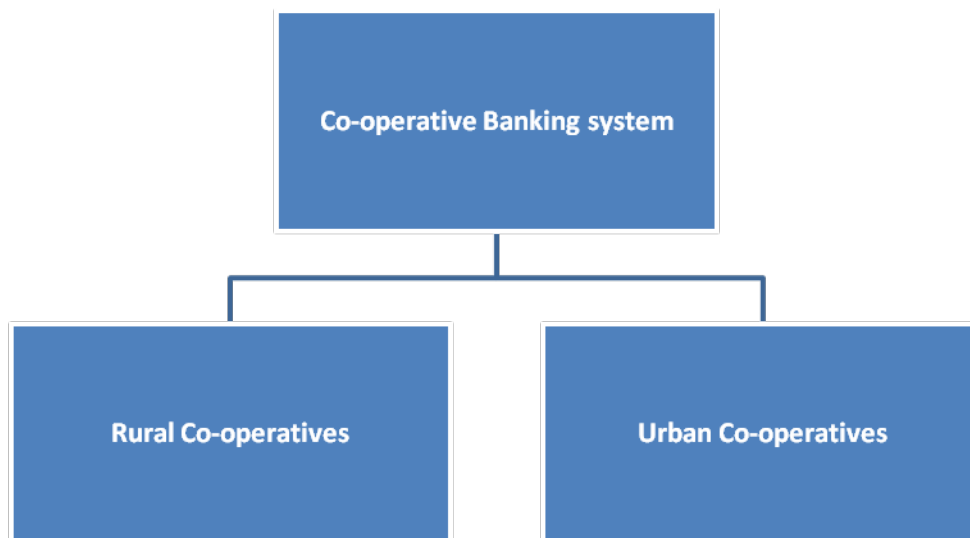 Co-operative Banking system
Rural Co-operatives
Urban Co-operatives